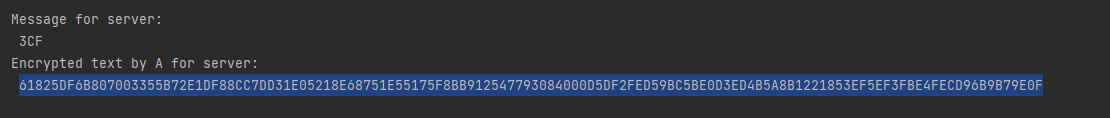 Message for server:
3CF
Encrypted text by A for server:
61825DF6B807003355B72E1DF88CC7DD31E05218E68751E55175F8BB912547793084000D5DF2FED59BC5BE0D3ED4B5A8B1221853EF5EF3FBE4FECD96B9B79E0F